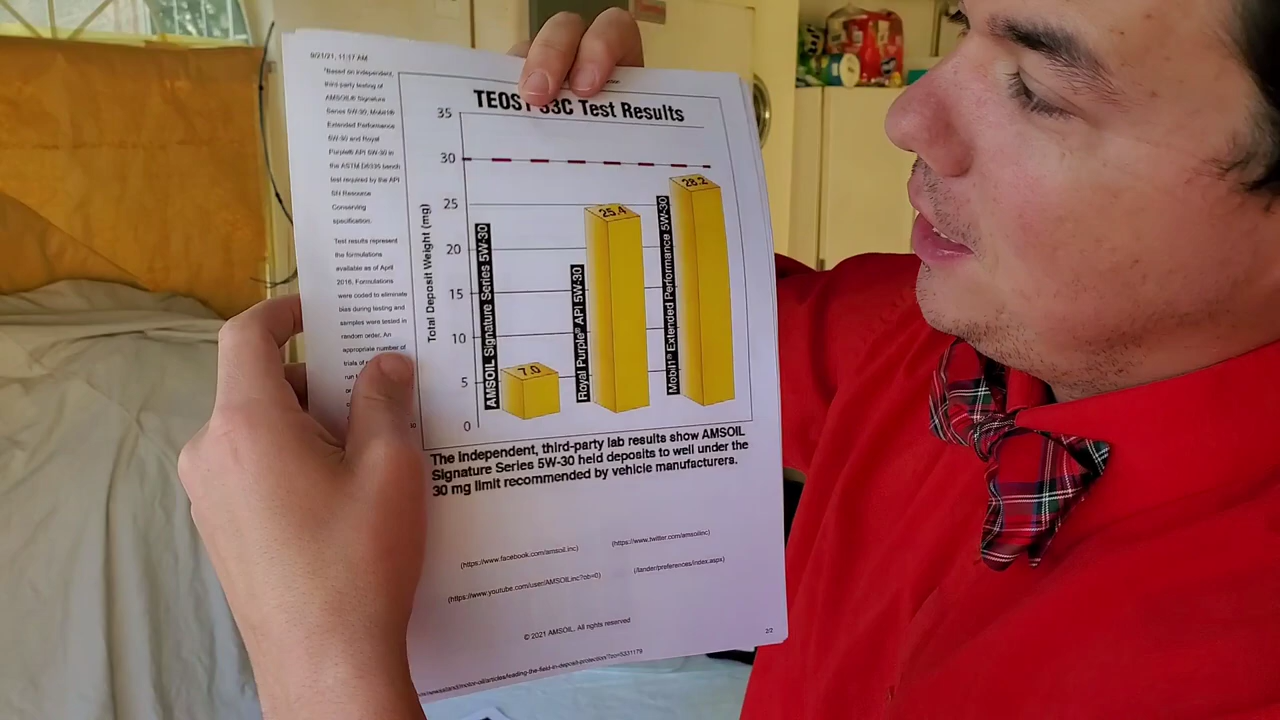 9/21/21, 11:17 AM
*Based on independent,
third-party testing of
AMSOIL® Signature
Series 5W-30, Mobil1®
Extended Performance
5W-30 and Royal
Purple® API 5W-30 in
the ASTM D6335 bench
test required by the API
SN Resource
Conserving
specification.
Test results represent
the formulations
available as of April
2016. Formulations
were coded to eliminate
bias during testing and
samples were tested in
random order. An
appropriate number of
trials of
run
TEOST 33C Test Results
Total Deposit Weight (mg)
35
30
25
20
15
10
5
0
AMSOIL Signature Series 5W-30
7.0
Royal Purple® API 5W-30
25.4
Mobil1® Extended Performance 5W-30
28.2
The independent, third-party lab results show AMSOIL
Signature Series 5W-30 held deposits to well under the
30 mg limit recommended by vehicle manufacturers.
(https://www.facebook.com/amsoil.inc)
(https://www.twitter.com/amsoilinc)
(https://www.youtube.com/user/AMSOILinc?ob=0)
(/lander/preferences/index.aspx)
© 2021 AMSOIL, All rights reserved
2/2